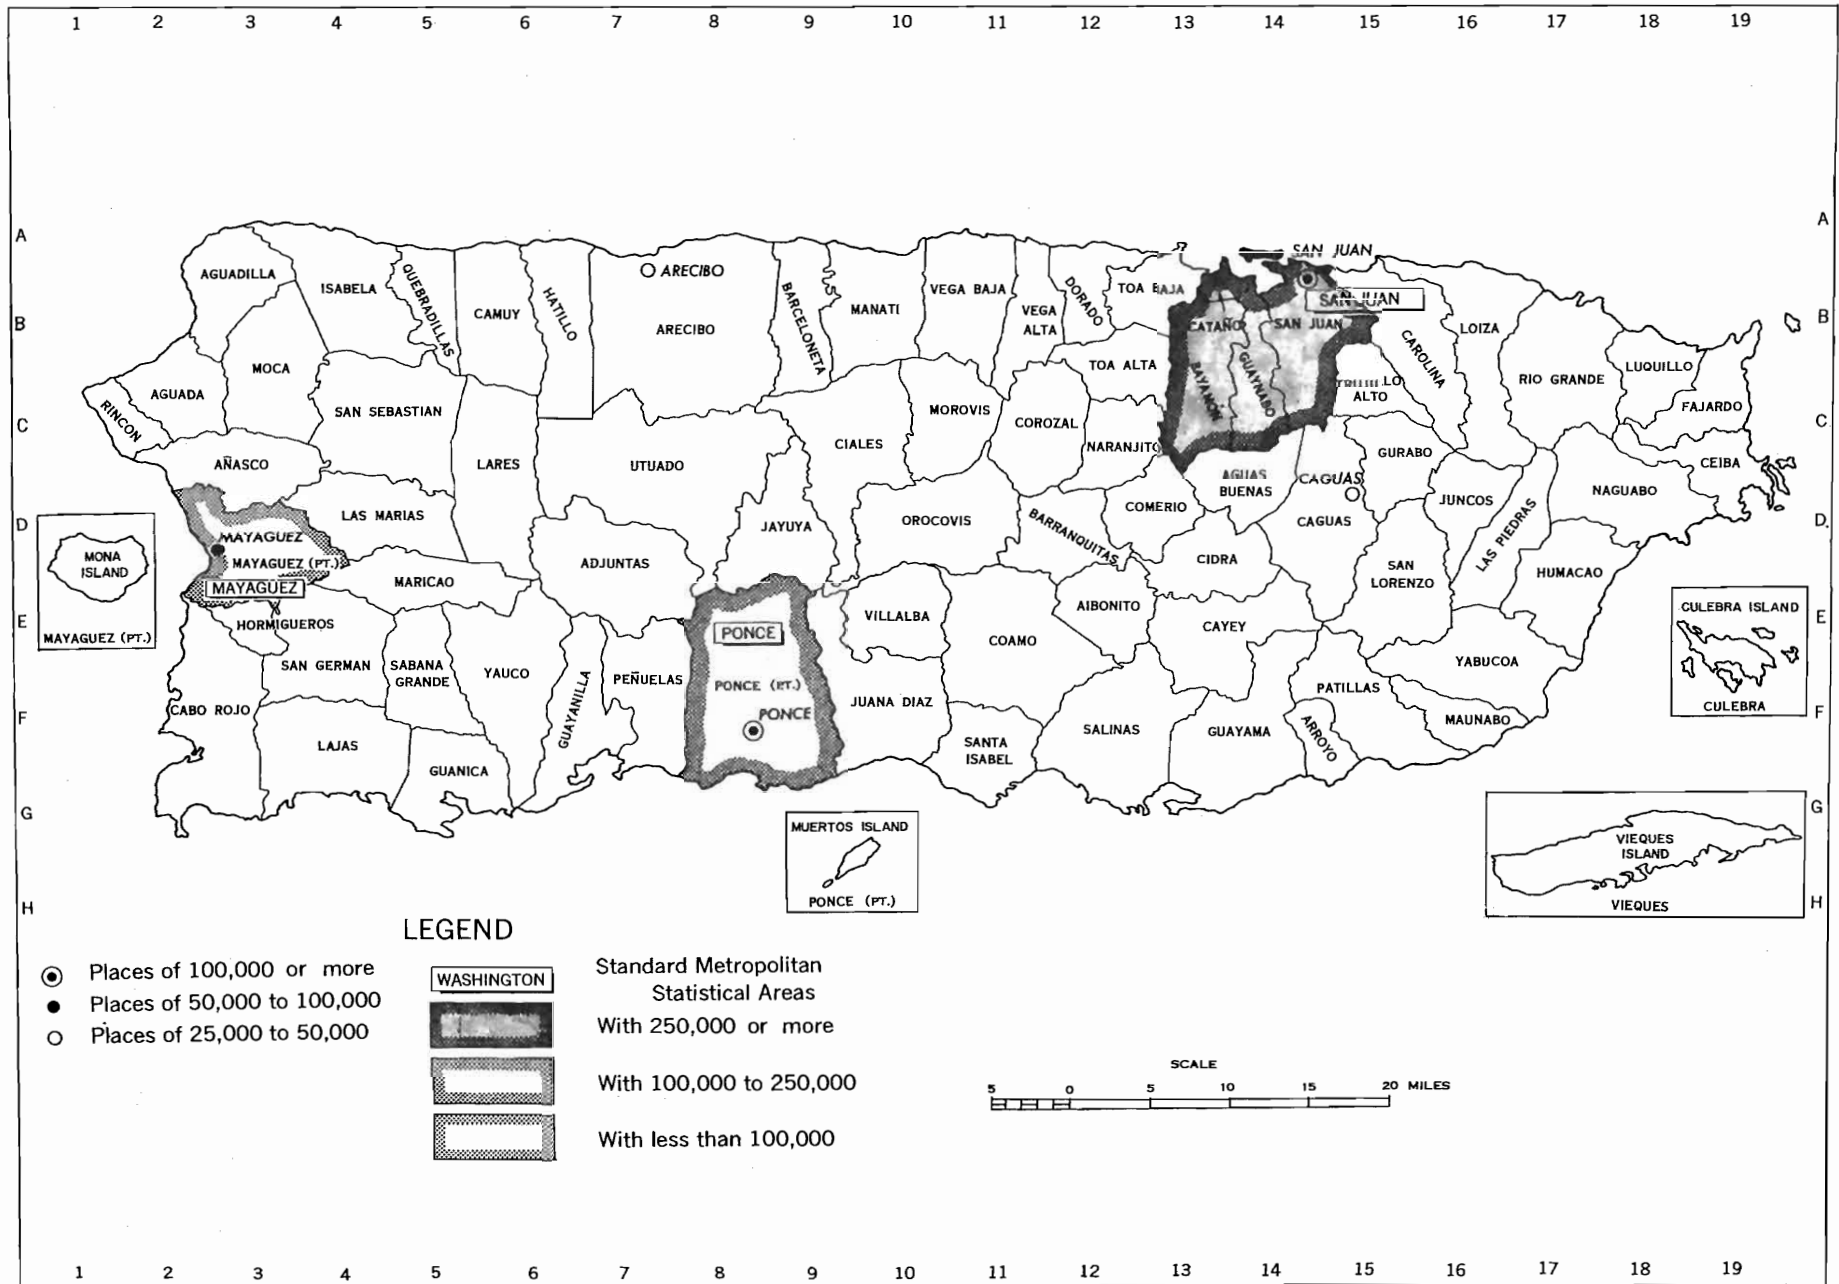 1 2 3 4 5 6 7 8 9 10 11 12 13 14 15 16 17 18 19
A A
SAN JUAN
AGUADILLA
ISABELA
QUEBRADILLAS
CAMUY
HATILLO
ARECIBO
ARECIBO
BARCELONETA
MANATI
VEGA BAJA
VEGA
ALTA
DORADO
TOA BAJA
SAN JUAN
CATAÑO
SAN JUAN
CAROLINA
LOIZA
B B
MOCA
TOA ALTA
BAYAMÓN
GUAYNABO
TRUJILLO
ALTO
RIO GRANDE
LUQUILLO
FAJARDO
RINCON
AGUADA
SAN SEBASTIAN
C C
AÑASCO
LARES
UTUADO
CIALES
MOROVIS
COROZAL
NARANJITO
AGUAS
BUENAS
CAGUAS
CAGUAS
GURABO
JUNCOS
LAS PIEDRAS
NAGUABO
CEIBA
D D
MONA
ISLAND
MAYAGUEZ (PT.)
MAYAGUEZ
MAYAGUEZ (PT.)
MAYAGUEZ
LAS MARIAS
MARICAO
ADJUNTAS
JAYUYA
OROCOVIS
BARRANQUITAS
COMERIO
CIDRA
SAN
LORENZO
HUMACAO
E E
HORMIGUEROS
SAN GERMAN
SABANA
GRANDE
YAUCO
GUAYANILLA
PEÑUELAS
PONCE
PONCE (PT.)
PONCE
VILLALBA
COAMO
AIBONITO
CAYEY
YABUCOA
CULEBRA ISLAND
CULEBRA
F F
CABO ROJO
LAJAS
GUANICA
JUANA DIAZ
SANTA
ISABEL
SALINAS
GUAYAMA
PATILLAS
ARROYO
MAUNABO
G G
MUERTOS ISLAND
PONCE (PT.)
VIEQUES
ISLAND
VIEQUES
H H
LEGEND
Places of 100,000 or more
Places of 50,000 to 100,000
Places of 25,000 to 50,000
WASHINGTON
Standard Metropolitan
Statistical Areas
With 250,000 or more
With 100,000 to 250,000
With less than 100,000
SCALE
5 0 5 10 15 20 MILES
1 2 3 4 5 6 7 8 9 10 11 12 13 14 15 16 17 18 19